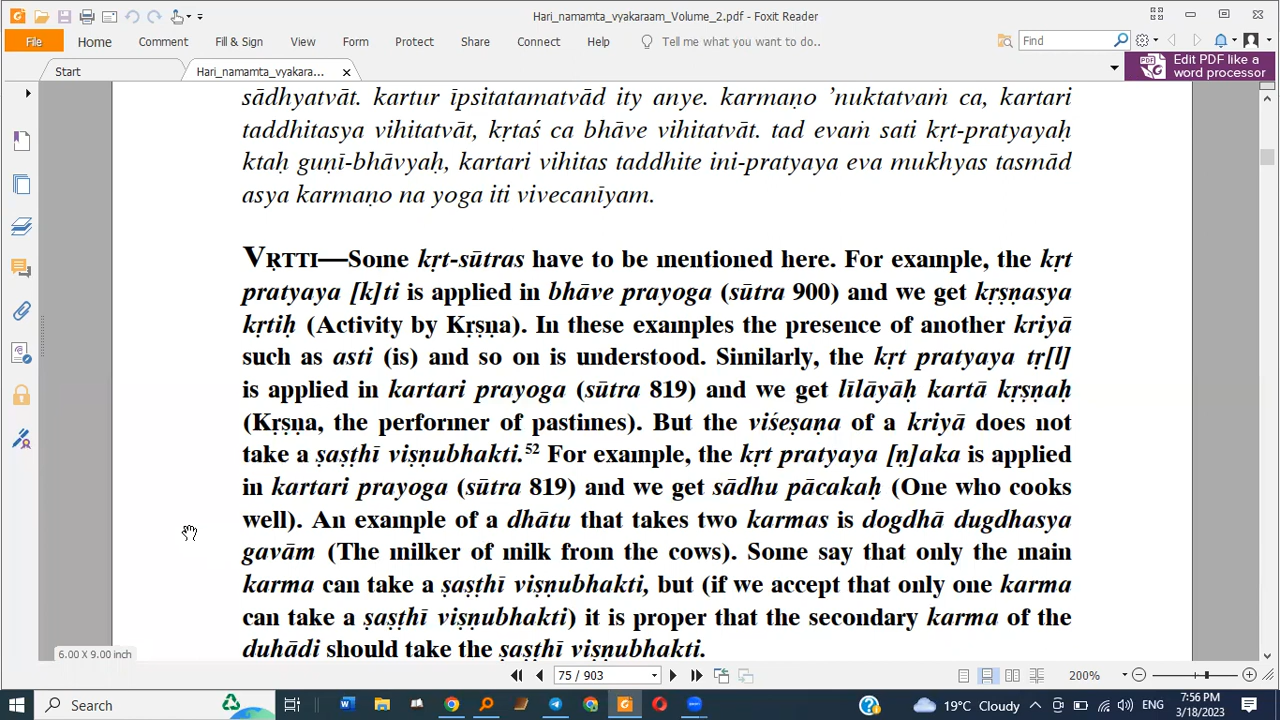 Hari_namamta_vyakaraam_Volume_2.pdf - Foxit Reader
File Home Comment Fill & Sign View Form Protect Share Connect Help Tell me what you want to do.. Find
Start Hari_namamta_vyakara... Edit PDF like a
word processor
sādhyatvāt. kartur īpsitatamatvād ity anye. karmaṇo ’nuktatvaṁ ca, kartari
taddhitasya vihitatvāt, kṛtaś ca bhāve vihitatvāt. tad evaṁ sati kṛt-pratyayaḥ
ktaḥ guṇī-bhāvyaḥ, kartari vihitas taddhite ini-pratyaya eva mukhyas tasmād
asya karmaṇo na yoga iti vivecanīyam.
VṚTTI—Some kṛt-sūtras have to be mentioned here. For example, the kṛt
pratyaya [k]ti is applied in bhāve prayoga (sūtra 900) and we get kṛṣṇasya
kṛtiḥ (Activity by Kṛṣṇa). In these examples the presence of another kriyā
such as asti (is) and so on is understood. Similarly, the kṛt pratyaya tṛ[l]
is applied in kartari prayoga (sūtra 819) and we get līlāyāḥ kartā kṛṣṇaḥ
(Kṛṣṇa, the performer of pastimes). But the viśeṣaṇa of a kriyā does not
take a ṣaṣṭhī viṣṇubhakti.52 For example, the kṛt pratyaya [ṇ]aka is applied
in kartari prayoga (sūtra 819) and we get sādhu pācakaḥ (One who cooks
well). An example of a dhātu that takes two karmas is dogdhā dugdhasya
gavām (The milker of milk from the cows). Some say that only the main
karma can take a ṣaṣṭhī viṣṇubhakti, but (if we accept that only one karma
can take a ṣaṣṭhī viṣṇubhakti) it is proper that the secondary karma of the
duhādi should take the ṣaṣṭhī viṣṇubhakti.
6.00 x 9.00 inch
75 / 903 200%
Search 19°C Cloudy ENG 7:56 PM
3/18/2023